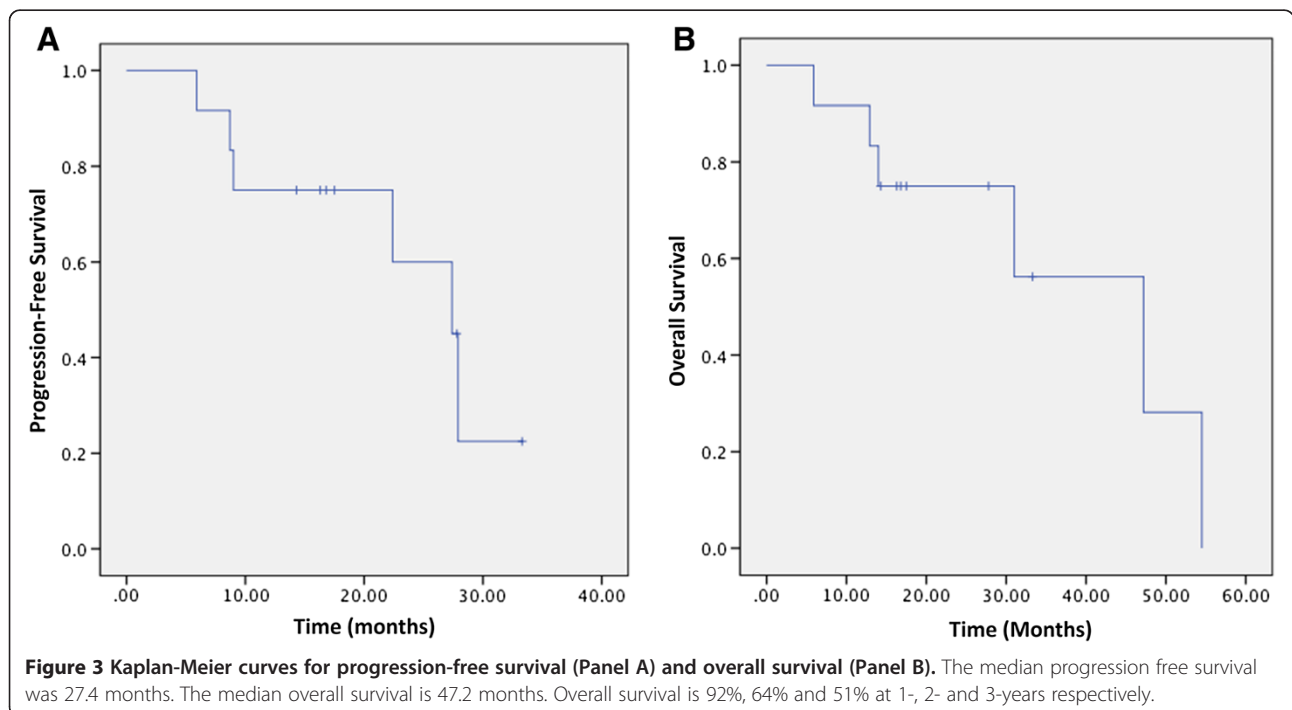 A
1.0
0.8
0.6
0.4
0.2
0.0
Progression-Free Survival
.00 10.00 20.00 30.00 40.00
Time (months)
B
1.0
0.8
0.6
0.4
0.2
0.0
Overall Survival
.00 10.00 20.00 30.00 40.00 50.00 60.00
Time (Months)
Figure 3 Kaplan-Meier curves for progression-free survival (Panel A) and overall survival (Panel B). The median progression free survival
was 27.4 months. The median overall survival is 47.2 months. Overall survival is 92%, 64% and 51% at 1-, 2- and 3-years respectively.